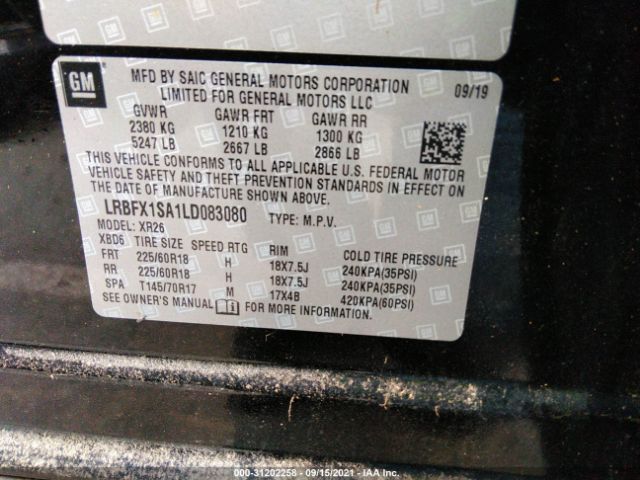 GM
MFD BY SAIC GENERAL MOTORS CORPORATION
LIMITED FOR GENERAL MOTORS LLC
09/19
GVWR GAWR FRT GAWR RR
2380 KG 1210 KG 1300 KG
5247 LB 2667 LB 2866 LB
THIS VEHICLE CONFORMS TO ALL APPLICABLE U.S. FEDERAL MOTOR
VEHICLE SAFETY AND THEFT PREVENTION STANDARDS IN EFFECT ON
THE DATE OF MANUFACTURE SHOWN ABOVE.
LRBFX1SA1LD083080 TYPE: M.P.V.
MODEL: XR26
XBD6 TIRE SIZE SPEED RTG RIM COLD TIRE PRESSURE
FRT 225/60R18 H 18X7.5J 240KPA(35PSI)
RR 225/60R18 H 18X7.5J 240KPA(35PSI)
SPA T145/70R17 M 17X4B 420KPA(60PSI)
SEE OWNER'S MANUAL FOR MORE INFORMATION
000-31202258 - 09/15/2021 - IAA Inc.